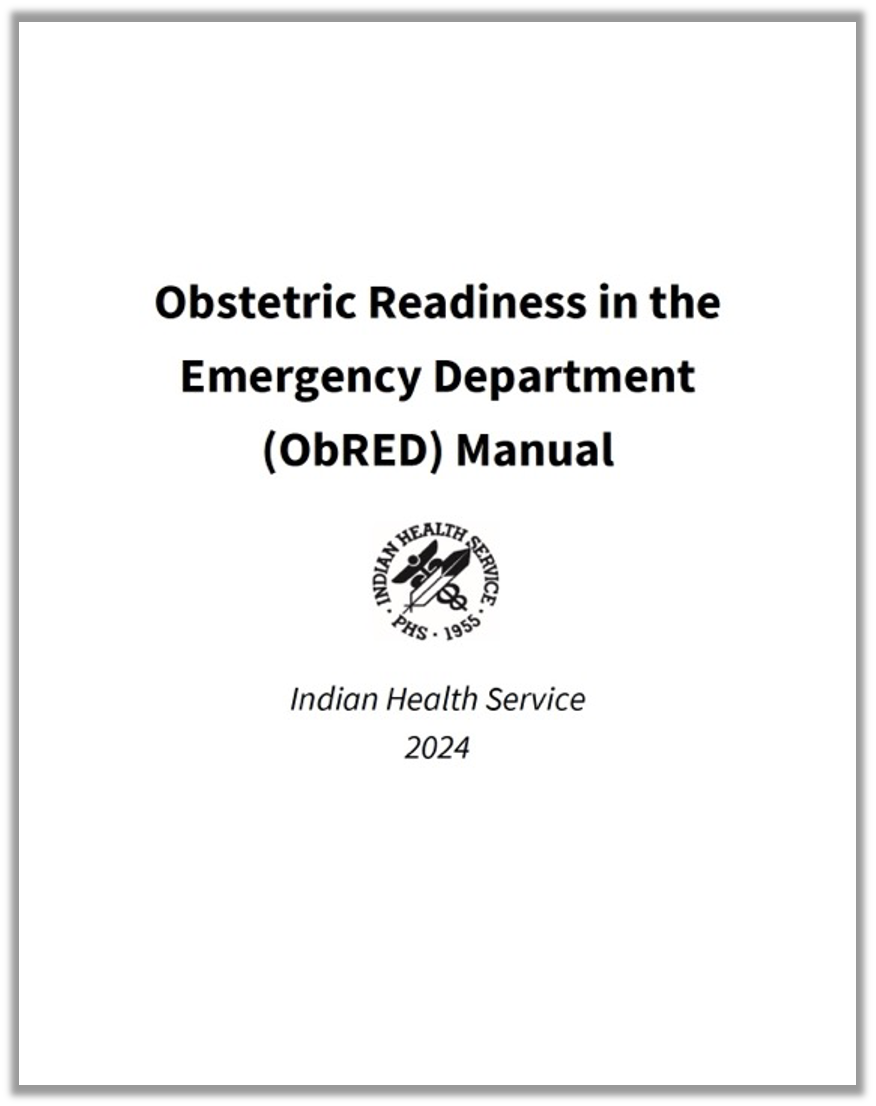 Obstetric Readiness in the
Emergency Department
(ObRED) Manual
INDIAN HEALTH SERVICE
· PHS · 1955 ·
Indian Health Service
2024